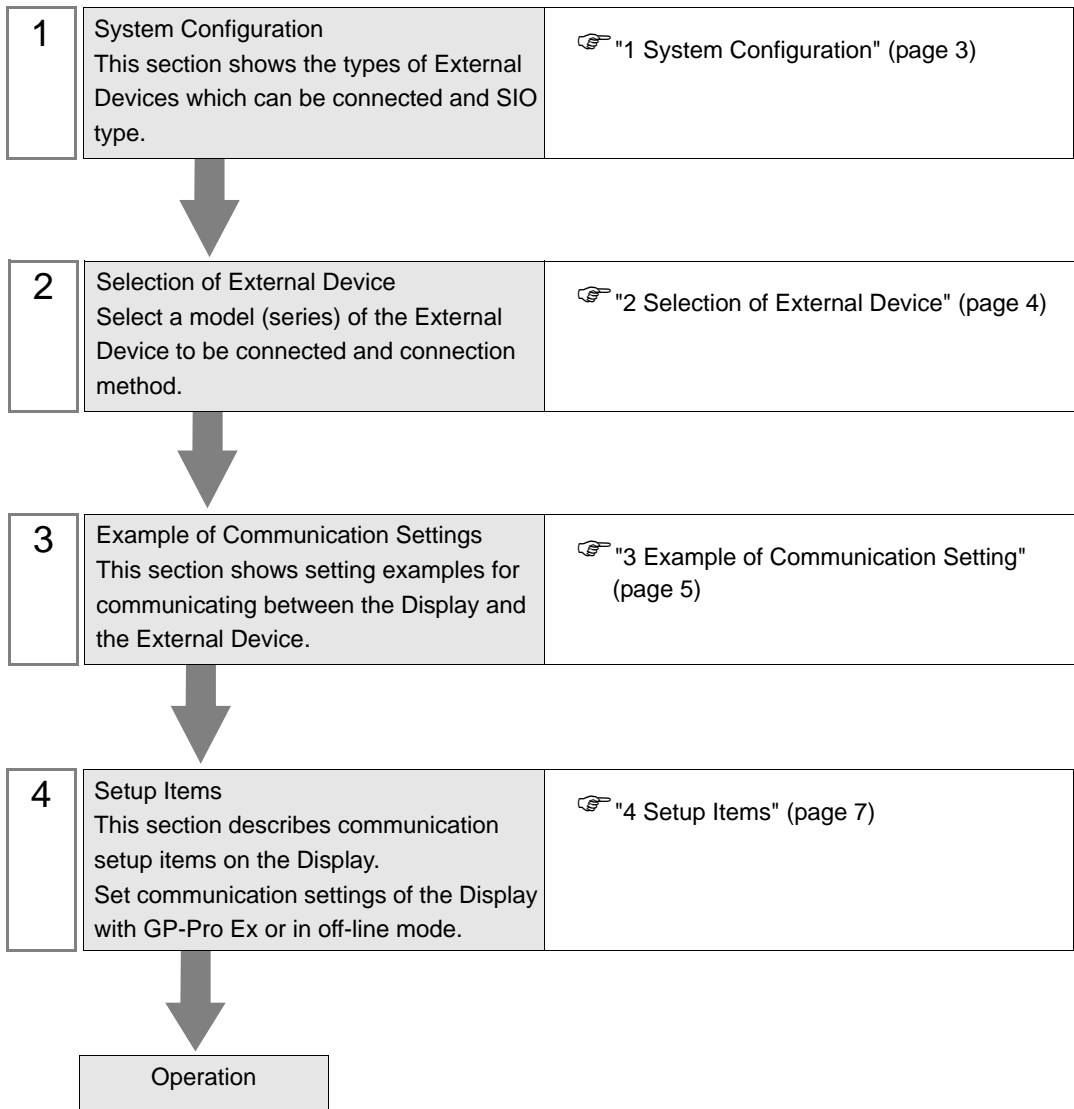 1
System Configuration
This section shows the types of External
Devices which can be connected and SIO
type.
"1 System Configuration" (page 3)
2
Selection of External Device
Select a model (series) of the External
Device to be connected and connection
method.
"2 Selection of External Device" (page 4)
3
Example of Communication Settings
This section shows setting examples for
communicating between the Display and
the External Device.
"3 Example of Communication Setting"
(page 5)
4
Setup Items
This section describes communication
setup items on the Display.
Set communication settings of the Display
with GP-Pro Ex or in off-line mode.
"4 Setup Items" (page 7)
Operation